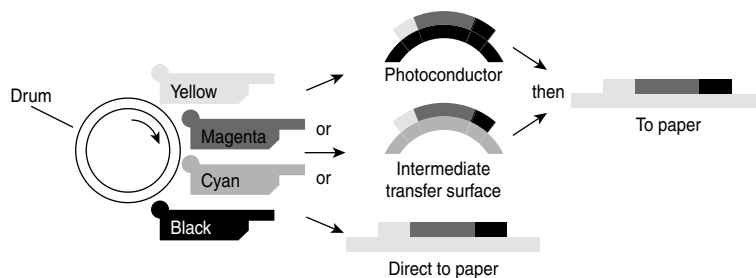 Drum
Yellow
Magenta
Cyan
Black
or
or
Photoconductor
Intermediate
transfer surface
Direct to paper
then
To paper